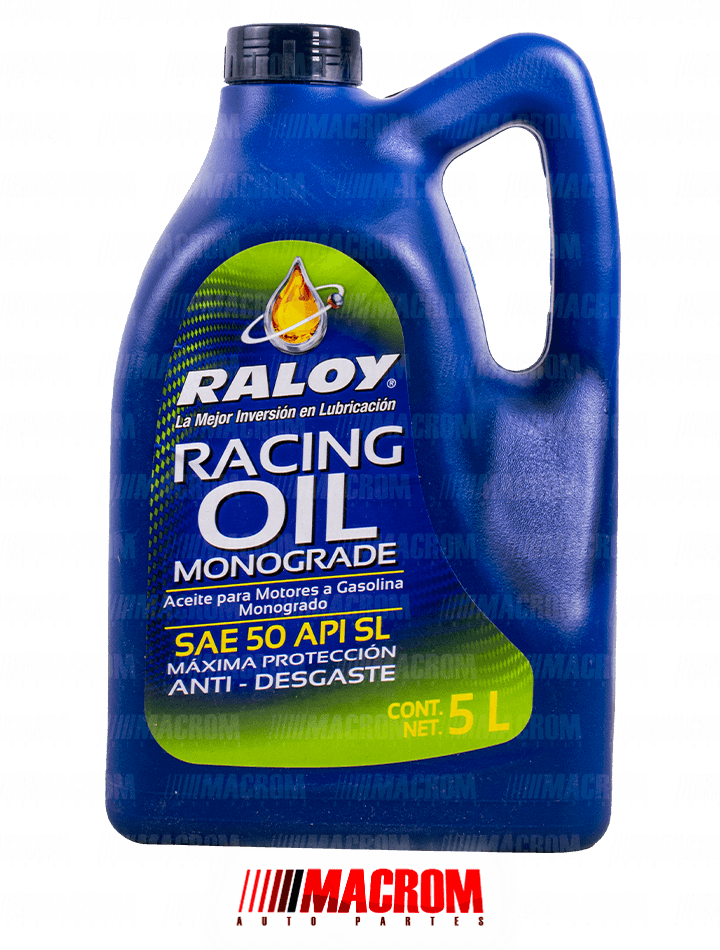 RALOY®
La Mejor Inversión en Lubricación
RACING
OIL
MONOGRADE
Aceite para Motores a Gasolina
Monogrado
SAE 50 API SL
MÁXIMA PROTECCIÓN
ANTI - DESGASTE
CONT.
NET. 5 L
MACROM
AUTO PARTES